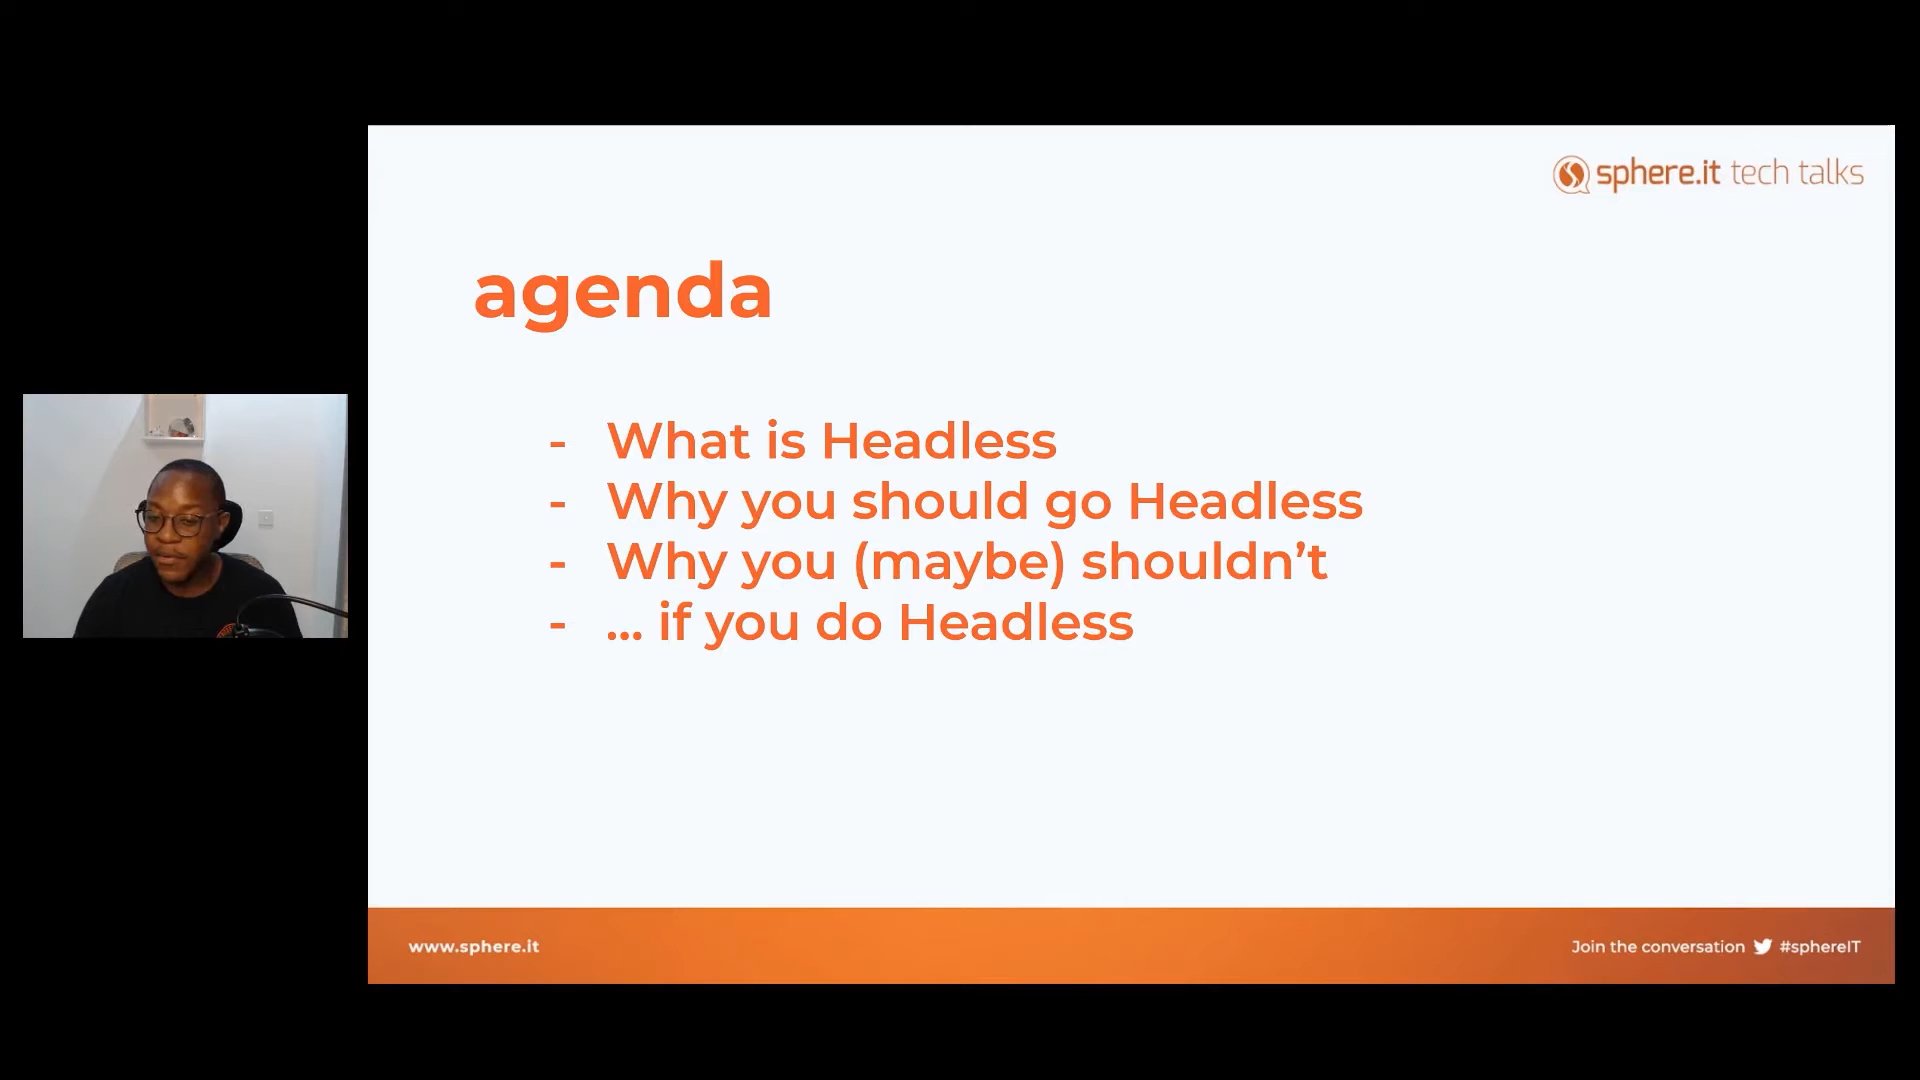 sphere.it tech talks
agenda
- What is Headless
- Why you should go Headless
- Why you (maybe) shouldn’t
- ... if you do Headless
www.sphere.it
Join the conversation #sphereIT